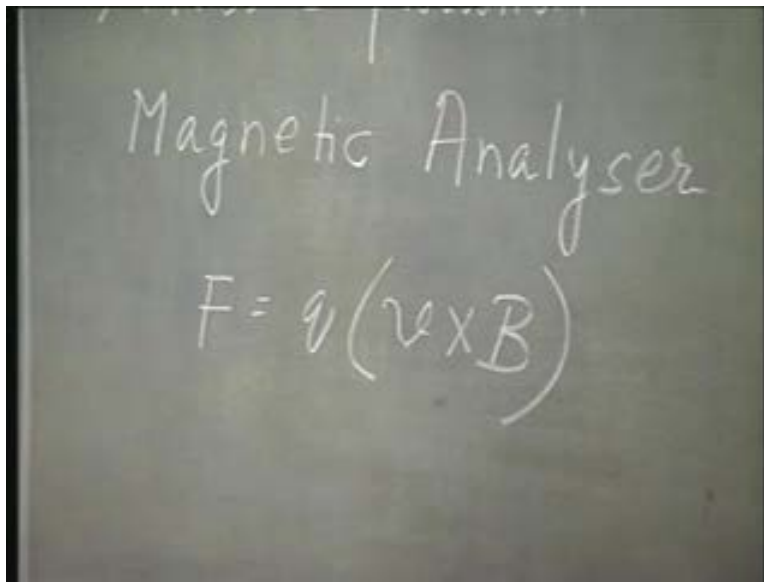 Magnetic Analyser
F = q (v × B)